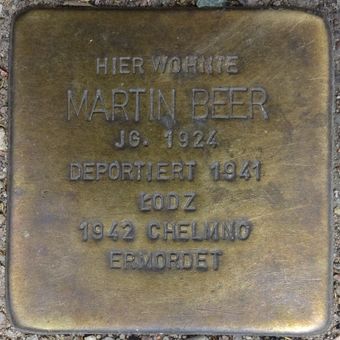 HIER WOHNTE
MARTIN BEER
JG. 1924
DEPORTIERT 1941
ŁODZ
1942 CHELMNO
ERMORDET